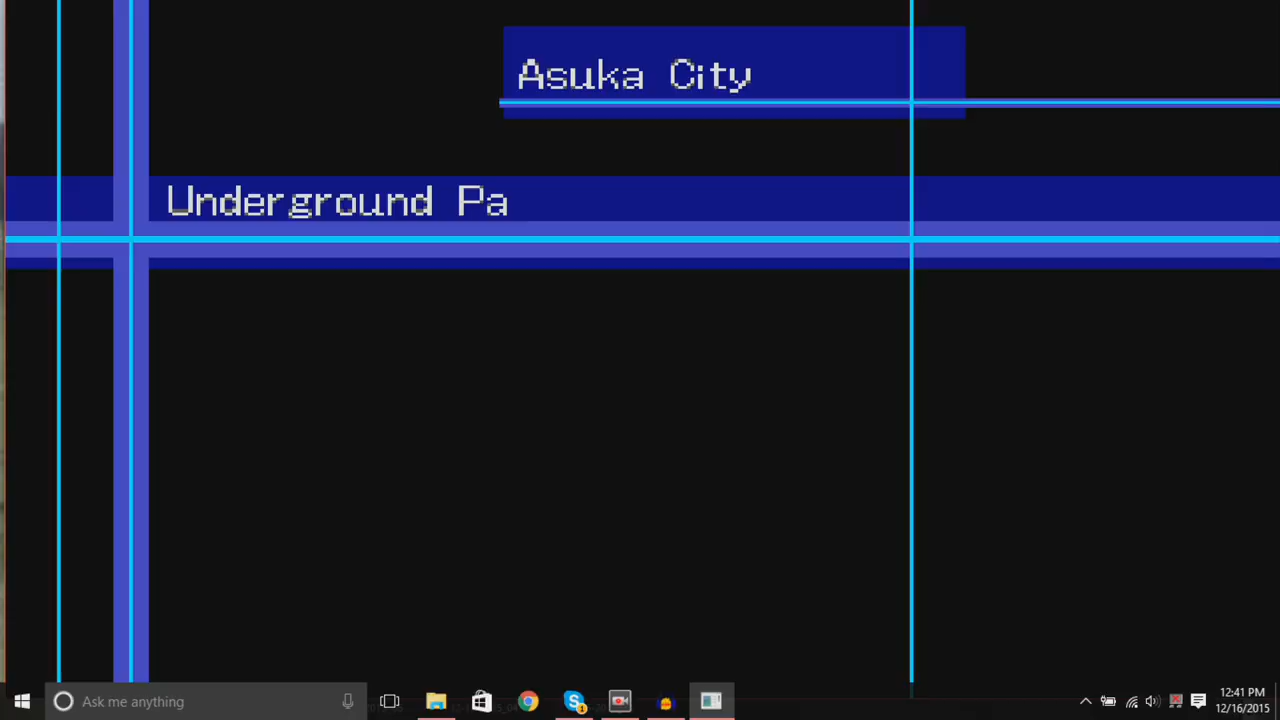 Asuka City
Underground Pa
Ask me anything
12:41 PM
12/16/2015